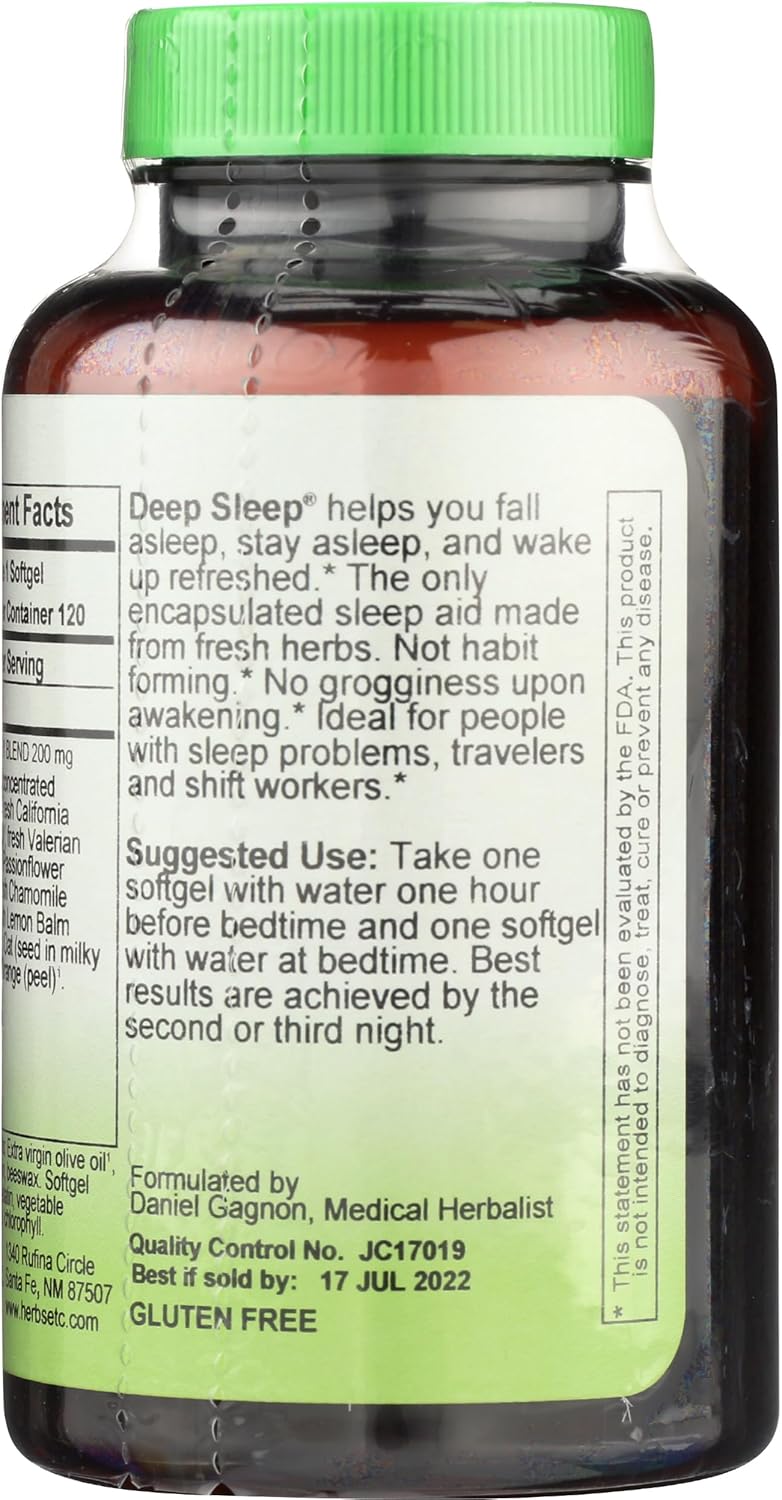 Facts
1 Softgel
Container 120
Serving
BLEND 200 mg
California
fresh Valerian
Chamomile
Lemon Balm
Oat (seed in milky
(peel)¹.
Extra virgin olive oil¹,
beeswax. Softgel
vegetable
chlorophyll.
1340 Rufina Circle
Santa Fe, NM 87507
www.herbsetc.com
Deep Sleep® helps you fall
asleep, stay asleep, and wake
up refreshed.* The only
encapsulated sleep aid made
from fresh herbs. Not habit
forming.* No grogginess upon
awakening.* Ideal for people
with sleep problems, travelers
and shift workers.*
Suggested Use: Take one
softgel with water one hour
before bedtime and one softgel
with water at bedtime. Best
results are achieved by the
second or third night.
Formulated by
Daniel Gagnon, Medical Herbalist
Quality Control No. JC17019
Best if sold by: 17 JUL 2022
GLUTEN FREE
* This statement has not been evaluated by the FDA. This product
is not intended to diagnose, treat, cure or prevent any disease.